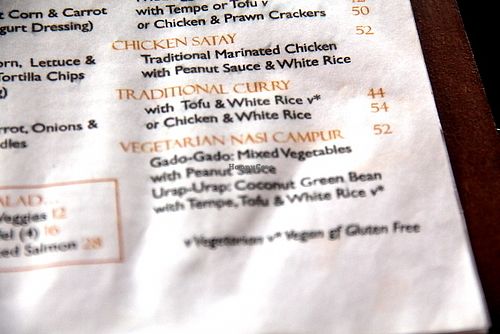 Corn & Carrot
gurt Dressing)
orn, Lettuce &
Tortilla Chips
rrot, Onions &
dles
ALAD...
Veggies 12
el (4) 16
ed Salmon 28
with Tempe or Tofu v
or Chicken & Prawn Crackers 50
CHICKEN SATAY 52
Traditional Marinated Chicken
with Peanut Sauce & White Rice
TRADITIONAL CURRY
with Tofu & White Rice v* 44
or Chicken & White Rice 54
VEGETARIAN NASI CAMPUR 52
Gado-Gado: Mixed Vegetables
with Peanut Sauce
Urap-Urap: Coconut Green Bean
with Tempe, Tofu & White Rice v*
v Vegetarian v* Vegan gf Gluten Free
HappyCow